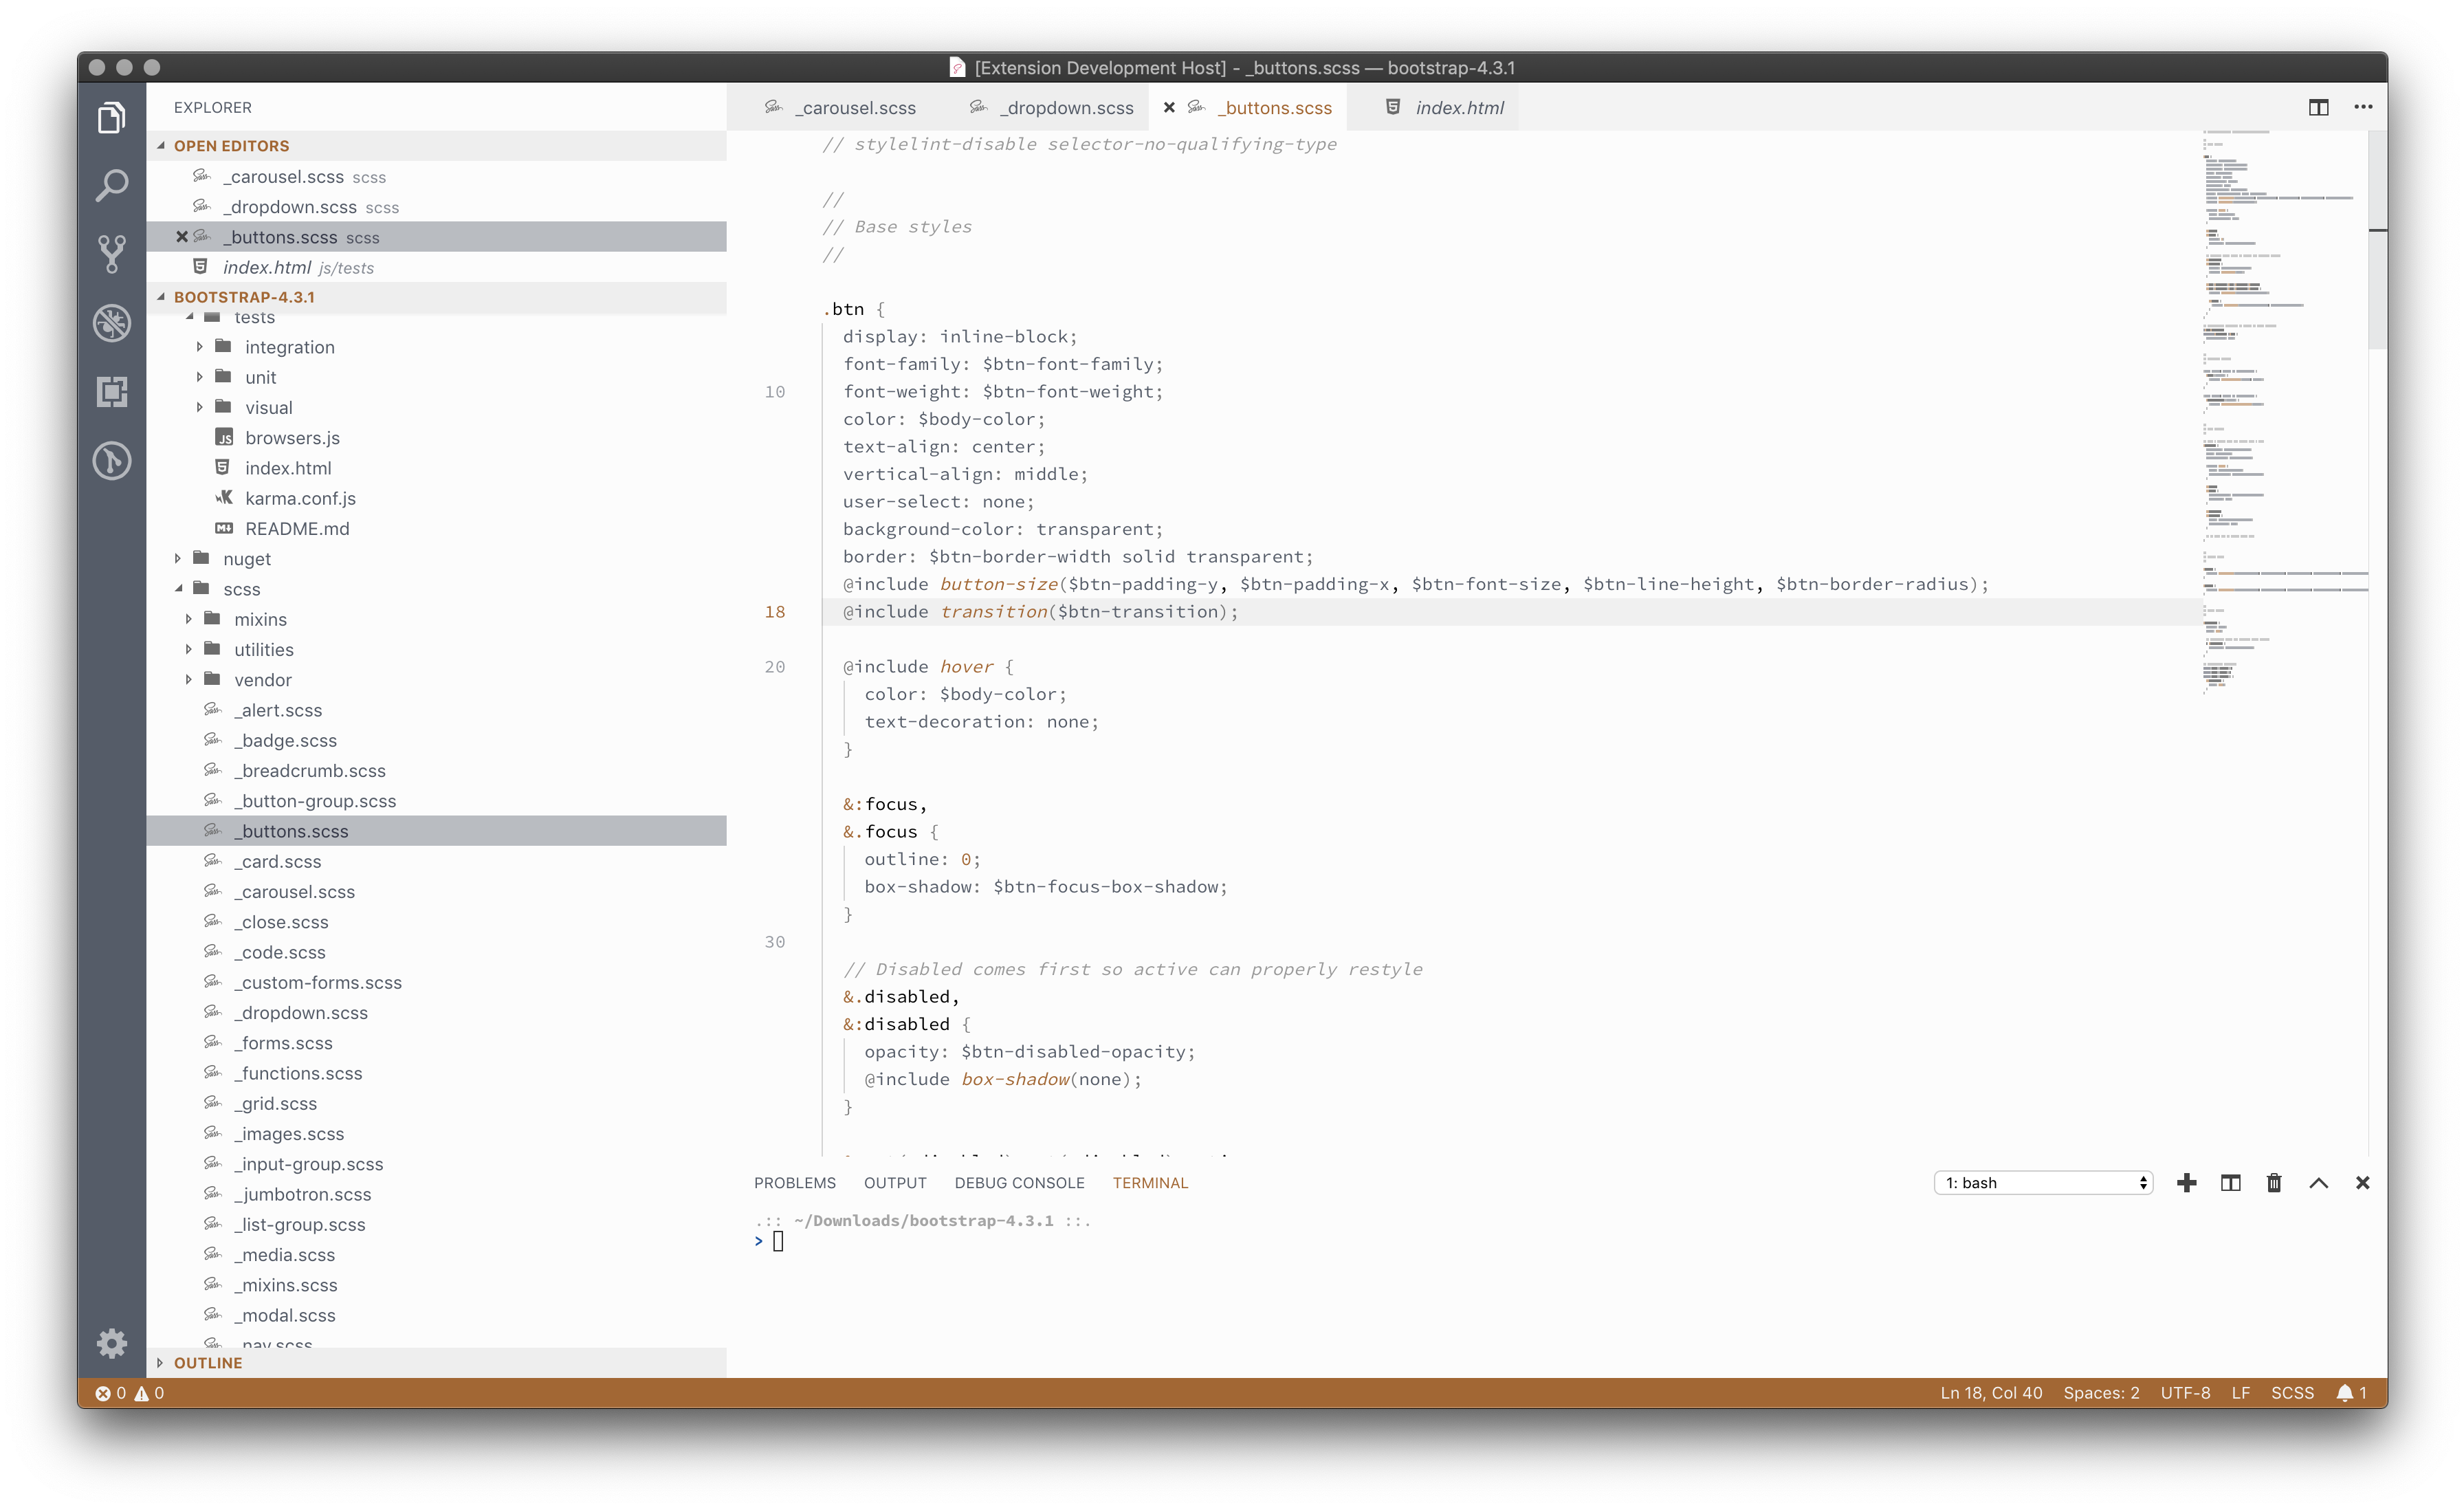 [Extension Development Host] - _buttons.scss — bootstrap-4.3.1
EXPLORER
OPEN EDITORS
_carousel.scss scss
_dropdown.scss scss
_buttons.scss scss
index.html js/tests
BOOTSTRAP-4.3.1
tests
integration
unit
visual
browsers.js
index.html
karma.conf.js
README.md
nuget
scss
mixins
utilities
vendor
_alert.scss
_badge.scss
_breadcrumb.scss
_button-group.scss
_buttons.scss
_card.scss
_carousel.scss
_close.scss
_code.scss
_custom-forms.scss
_dropdown.scss
_forms.scss
_functions.scss
_grid.scss
_images.scss
_input-group.scss
_jumbotron.scss
_list-group.scss
_media.scss
_mixins.scss
_modal.scss
_nav.scss
OUTLINE
_carousel.scss _dropdown.scss _buttons.scss index.html
// stylelint-disable selector-no-qualifying-type
//
// Base styles
//
.btn {
display: inline-block;
font-family: $btn-font-family;
10 font-weight: $btn-font-weight;
color: $body-color;
text-align: center;
vertical-align: middle;
user-select: none;
background-color: transparent;
border: $btn-border-width solid transparent;
@include button-size($btn-padding-y, $btn-padding-x, $btn-font-size, $btn-line-height, $btn-border-radius);
18 @include transition($btn-transition);
20 @include hover {
color: $body-color;
text-decoration: none;
}
&:focus,
&.focus {
outline: 0;
box-shadow: $btn-focus-box-shadow;
}
30
// Disabled comes first so active can properly restyle
&.disabled,
&:disabled {
opacity: $btn-disabled-opacity;
@include box-shadow(none);
}
PROBLEMS OUTPUT DEBUG CONSOLE TERMINAL 1: bash
.:: ~/Downloads/bootstrap-4.3.1 ::.
>
0 0 Ln 18, Col 40 Spaces: 2 UTF-8 LF SCSS 1